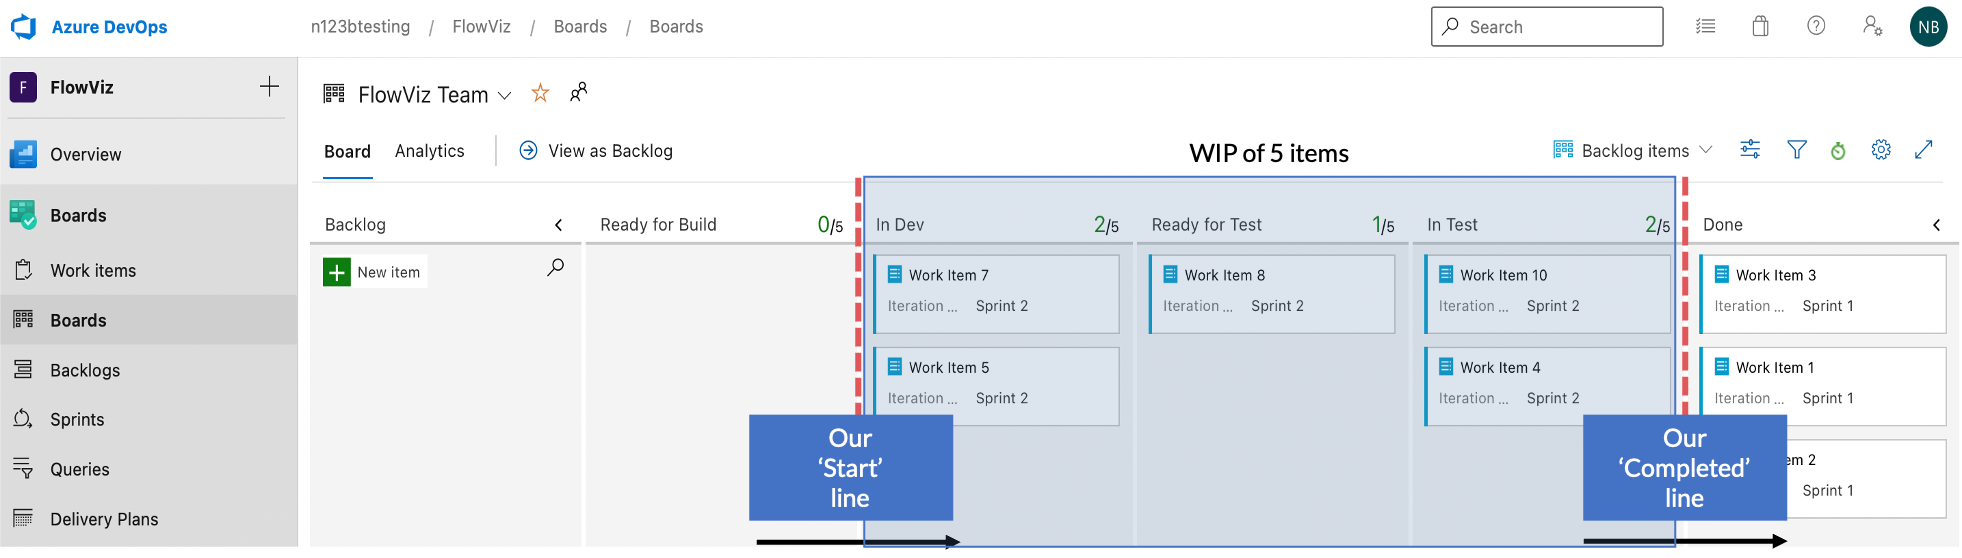 Azure DevOps
n123btesting / FlowViz / Boards / Boards
Search
NB
F FlowViz
FlowViz Team
Overview
Board Analytics View as Backlog
WIP of 5 items
Backlog items
Boards
Backlog
Ready for Build 0/5
In Dev 2/5
Ready for Test 1/5
In Test 2/5
Done
Work items
New item
Work Item 7
Iteration ... Sprint 2
Work Item 8
Iteration ... Sprint 2
Work Item 10
Iteration ... Sprint 2
Work Item 3
Iteration ... Sprint 1
Boards
Backlogs
Work Item 5
Iteration ... Sprint 2
Work Item 4
Iteration ... Sprint 2
Work Item 1
Iteration ... Sprint 1
Sprints
Our
‘Start’
line
Our
‘Completed’
line
em 2
Sprint 1
Queries
Delivery Plans